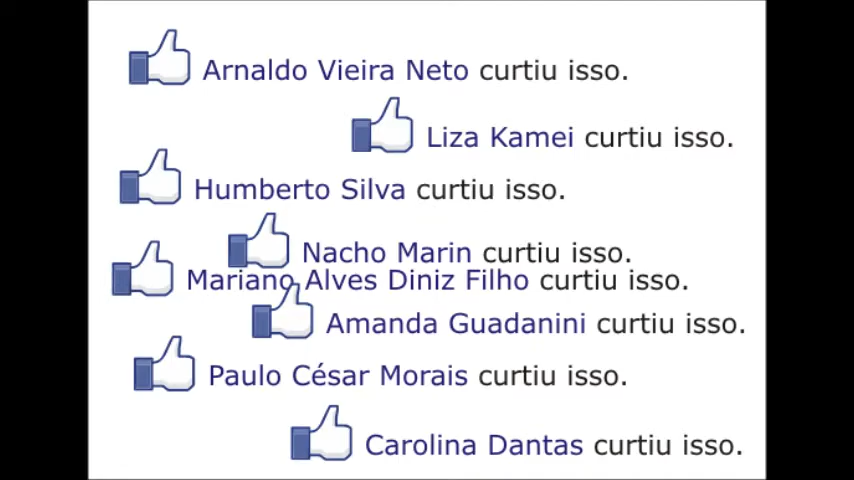 Arnaldo Vieira Neto curtiu isso.
Liza Kamei curtiu isso.
Humberto Silva curtiu isso.
Nacho Marin curtiu isso.
Mariano Alves Diniz Filho curtiu isso.
Amanda Guadanini curtiu isso.
Paulo César Morais curtiu isso.
Carolina Dantas curtiu isso.